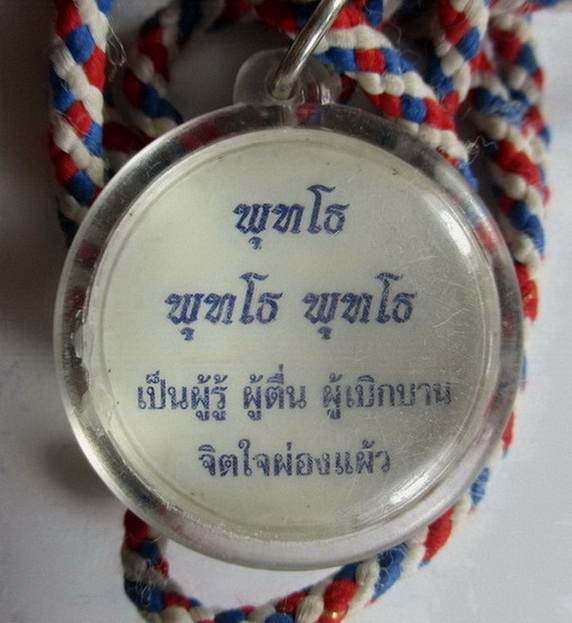 พุทโธ
พุทโธ พุทโธ
เป็นผู้รู้ ผู้ตื่น ผู้เบิกบาน
จิตใจผ่องแผ้ว